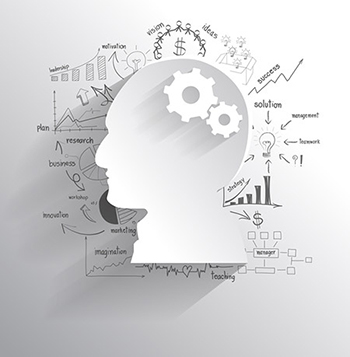 motivation
vision
ideas
leadership
success
solution
management
plan
teamwork
research
?!
business
workshop
strategy
innovation
marketing
$
imagination
manager
teaching